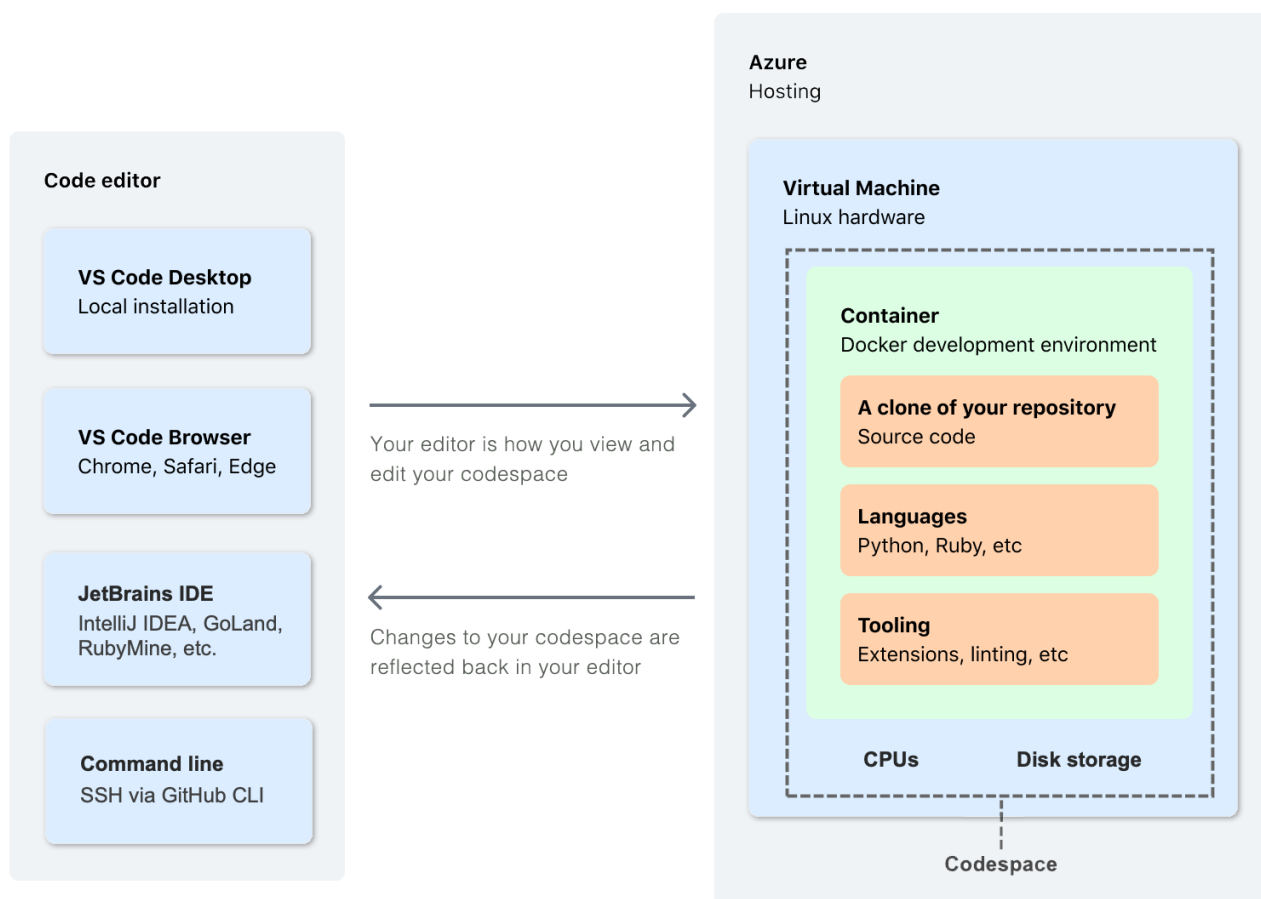 Code editor
VS Code Desktop
Local installation
VS Code Browser
Chrome, Safari, Edge
JetBrains IDE
IntelliJ IDEA, GoLand,
RubyMine, etc.
Command line
SSH via GitHub CLI
Your editor is how you view and
edit your codespace
Changes to your codespace are
reflected back in your editor
Azure
Hosting
Virtual Machine
Linux hardware
Container
Docker development environment
A clone of your repository
Source code
Languages
Python, Ruby, etc
Tooling
Extensions, linting, etc
CPUs
Disk storage
Codespace